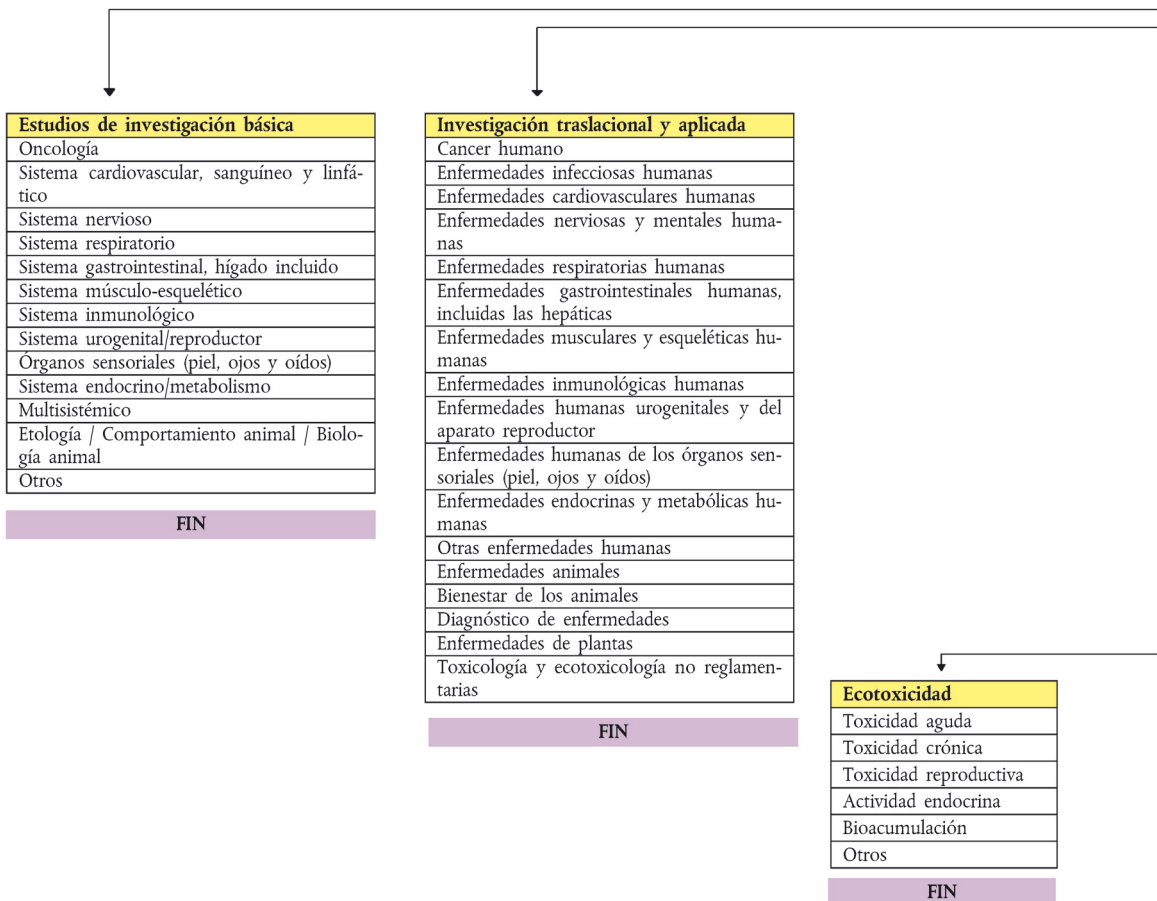 Estudios de investigación básica
Oncología
Sistema cardiovascular, sanguíneo y linfá-
tico
Sistema nervioso
Sistema respiratorio
Sistema gastrointestinal, hígado incluido
Sistema músculo-esquelético
Sistema inmunológico
Sistema urogenital/reproductor
Órganos sensoriales (piel, ojos y oídos)
Sistema endocrino/metabolismo
Multisistémico
Etología / Comportamiento animal / Biolo-
gía animal
Otros
FIN
Investigación traslacional y aplicada
Cancer humano
Enfermedades infecciosas humanas
Enfermedades cardiovasculares humanas
Enfermedades nerviosas y mentales huma-
nas
Enfermedades respiratorias humanas
Enfermedades gastrointestinales humanas,
incluidas las hepáticas
Enfermedades musculares y esqueléticas hu-
manas
Enfermedades inmunológicas humanas
Enfermedades humanas urogenitales y del
aparato reproductor
Enfermedades humanas de los órganos sen-
soriales (piel, ojos y oídos)
Enfermedades endocrinas y metabólicas hu-
manas
Otras enfermedades humanas
Enfermedades animales
Bienestar de los animales
Diagnóstico de enfermedades
Enfermedades de plantas
Toxicología y ecotoxicología no reglamen-
tarias
FIN
Ecotoxicidad
Toxicidad aguda
Toxicidad crónica
Toxicidad reproductiva
Actividad endocrina
Bioacumulación
Otros
FIN